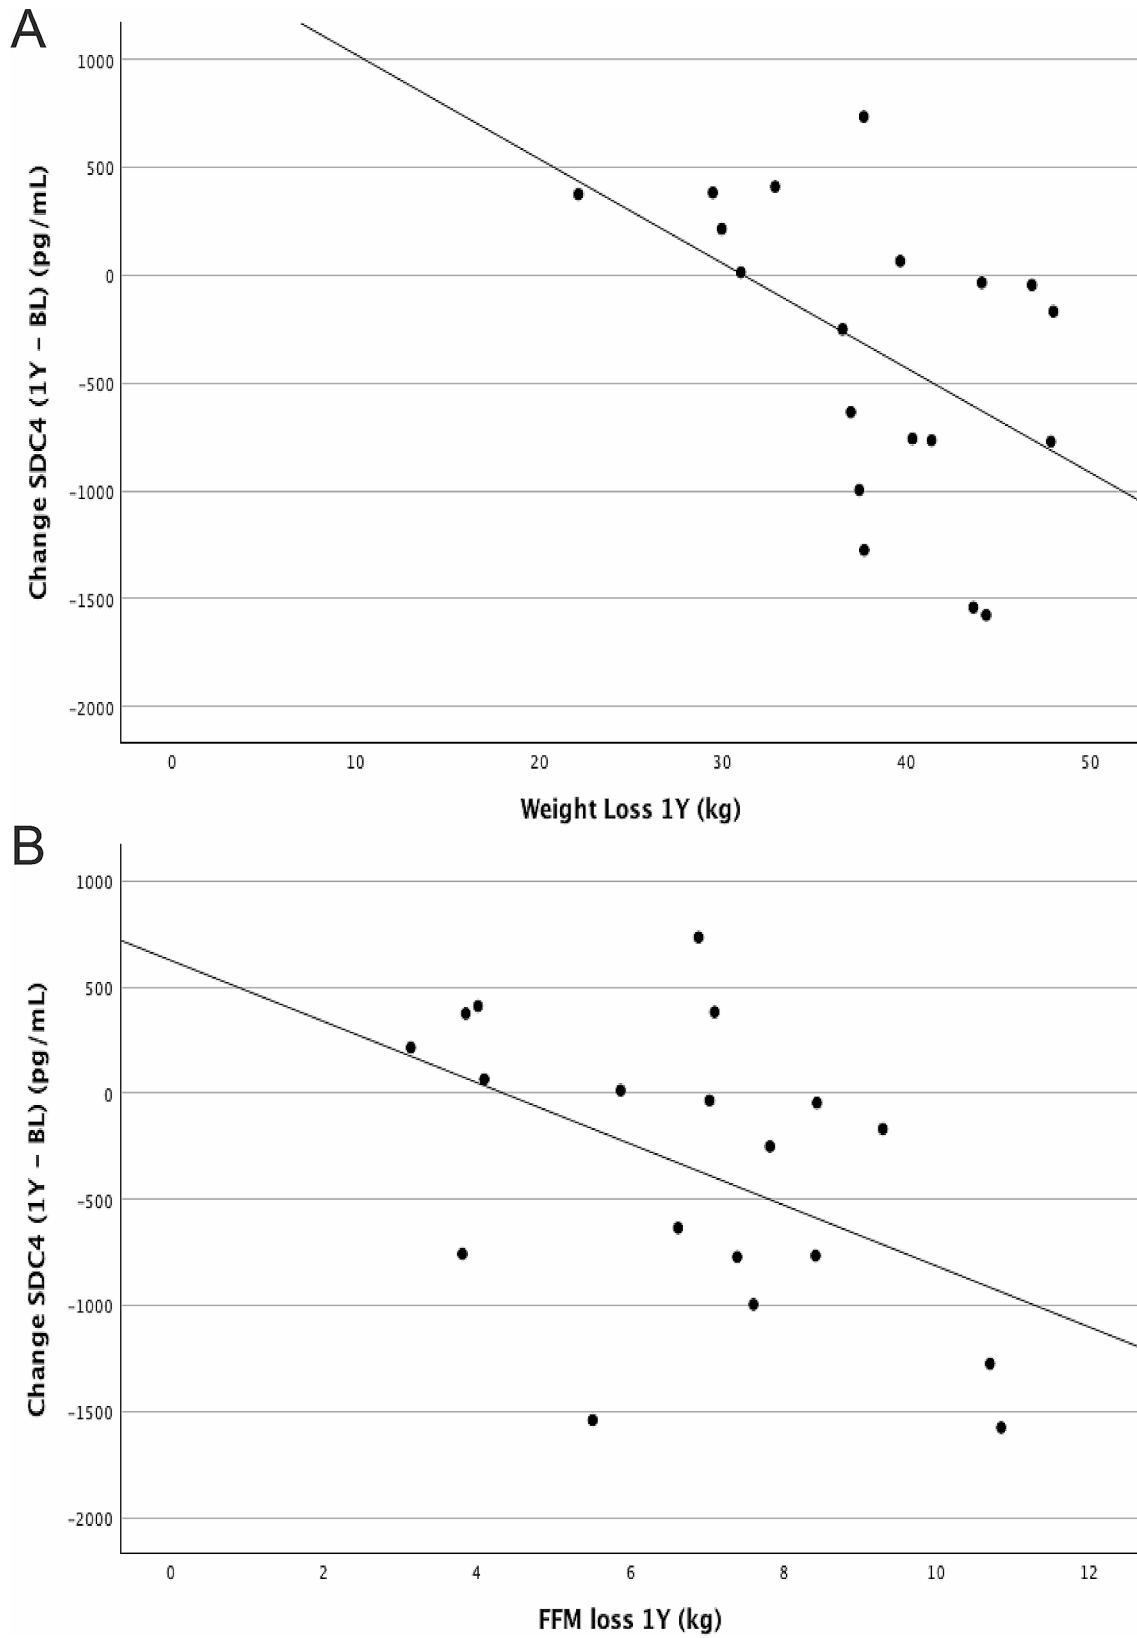 A
Change SDC4 (1Y – BL) (pg/mL)
1000
500
0
–500
–1000
–1500
–2000
0 10 20 30 40 50
Weight Loss 1Y (kg)
B
Change SDC4 (1Y – BL) (pg/mL)
1000
500
0
–500
–1000
–1500
–2000
0 2 4 6 8 10 12
FFM loss 1Y (kg)